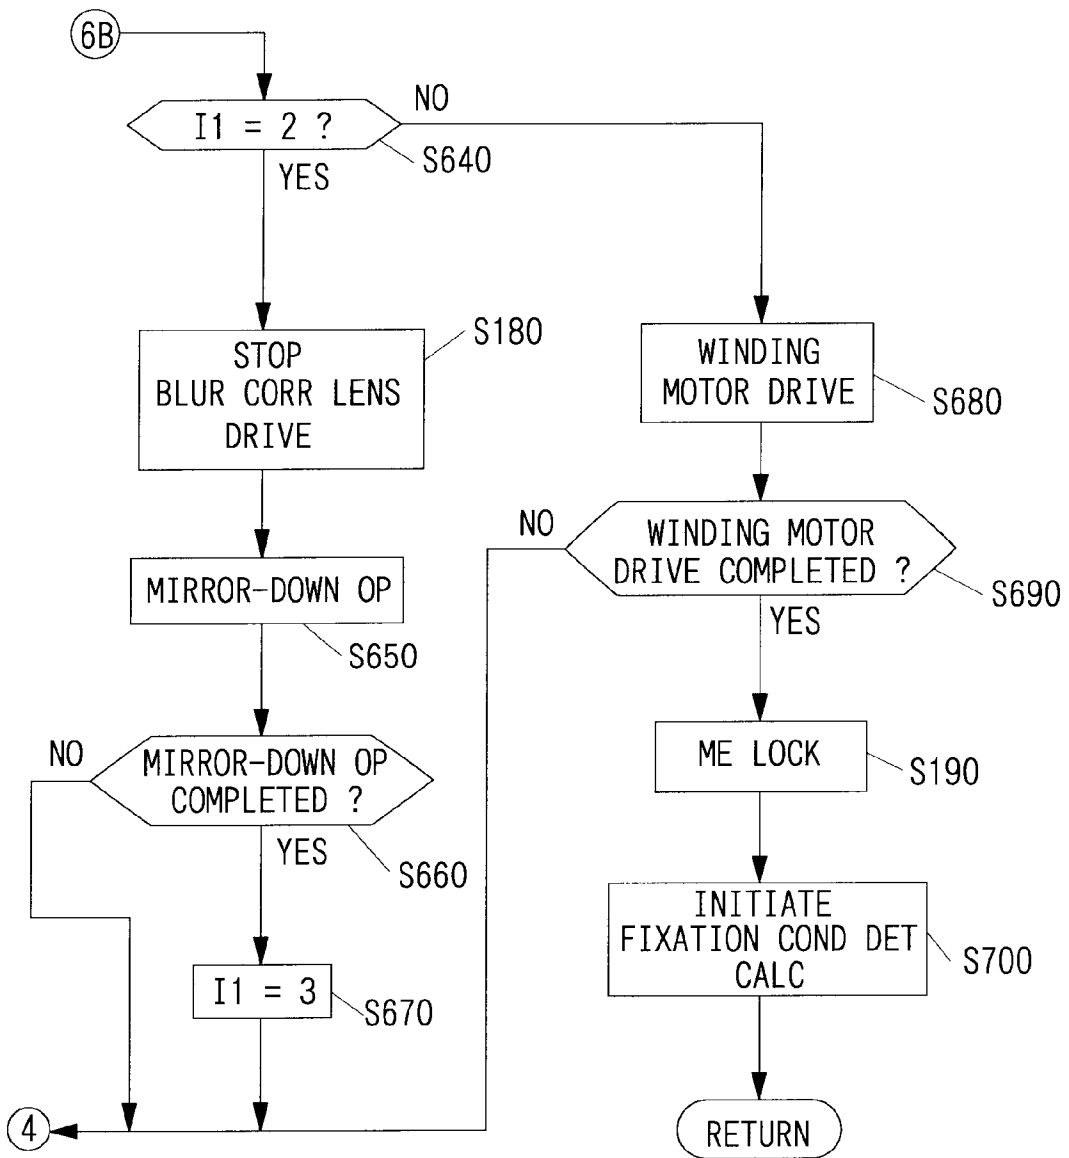 6B
I1 = 2 ?
NO
S640
YES
STOP
BLUR CORR LENS
DRIVE
S180
MIRROR-DOWN OP
S650
NO
MIRROR-DOWN OP
COMPLETED ?
S660
YES
I1 = 3
S670
4
WINDING
MOTOR DRIVE
S680
NO
WINDING MOTOR
DRIVE COMPLETED ?
S690
YES
ME LOCK
S190
INITIATE
FIXATION COND DET
CALC
S700
RETURN